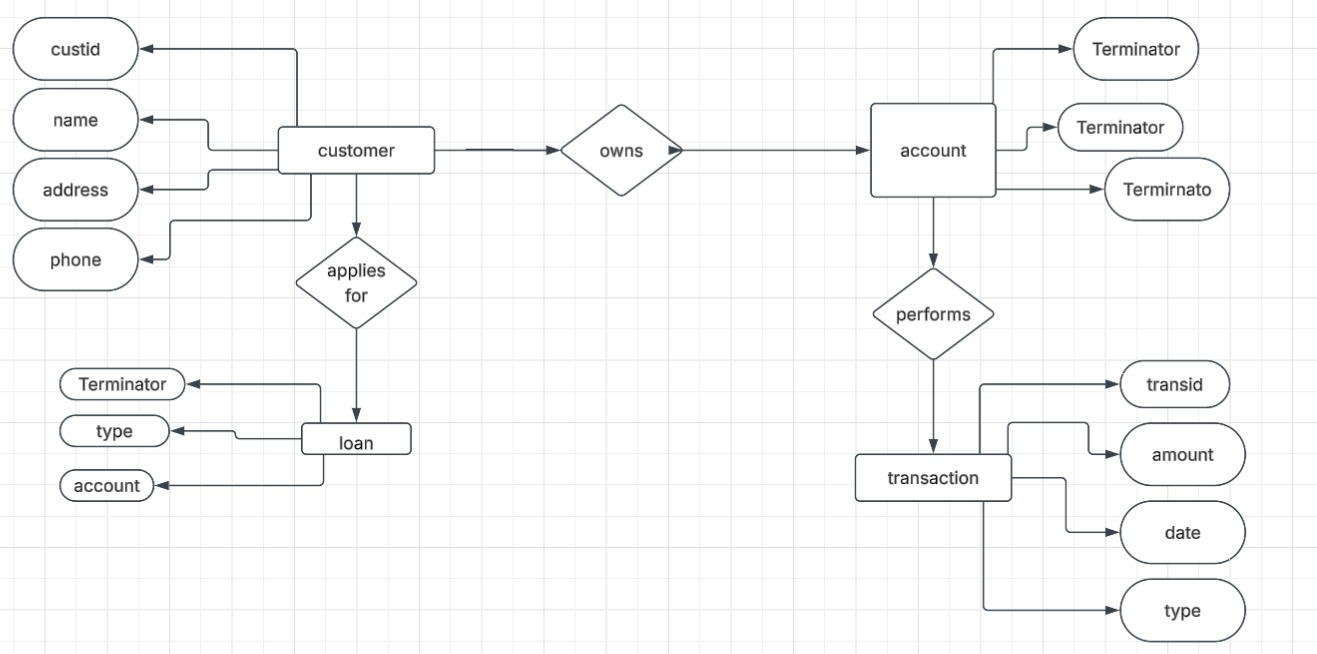 custid
Terminator
name
Terminator
customer
owns
account
address
Termirnato
phone
applies
for
performs
Terminator
transid
type
loan
amount
account
transaction
date
type